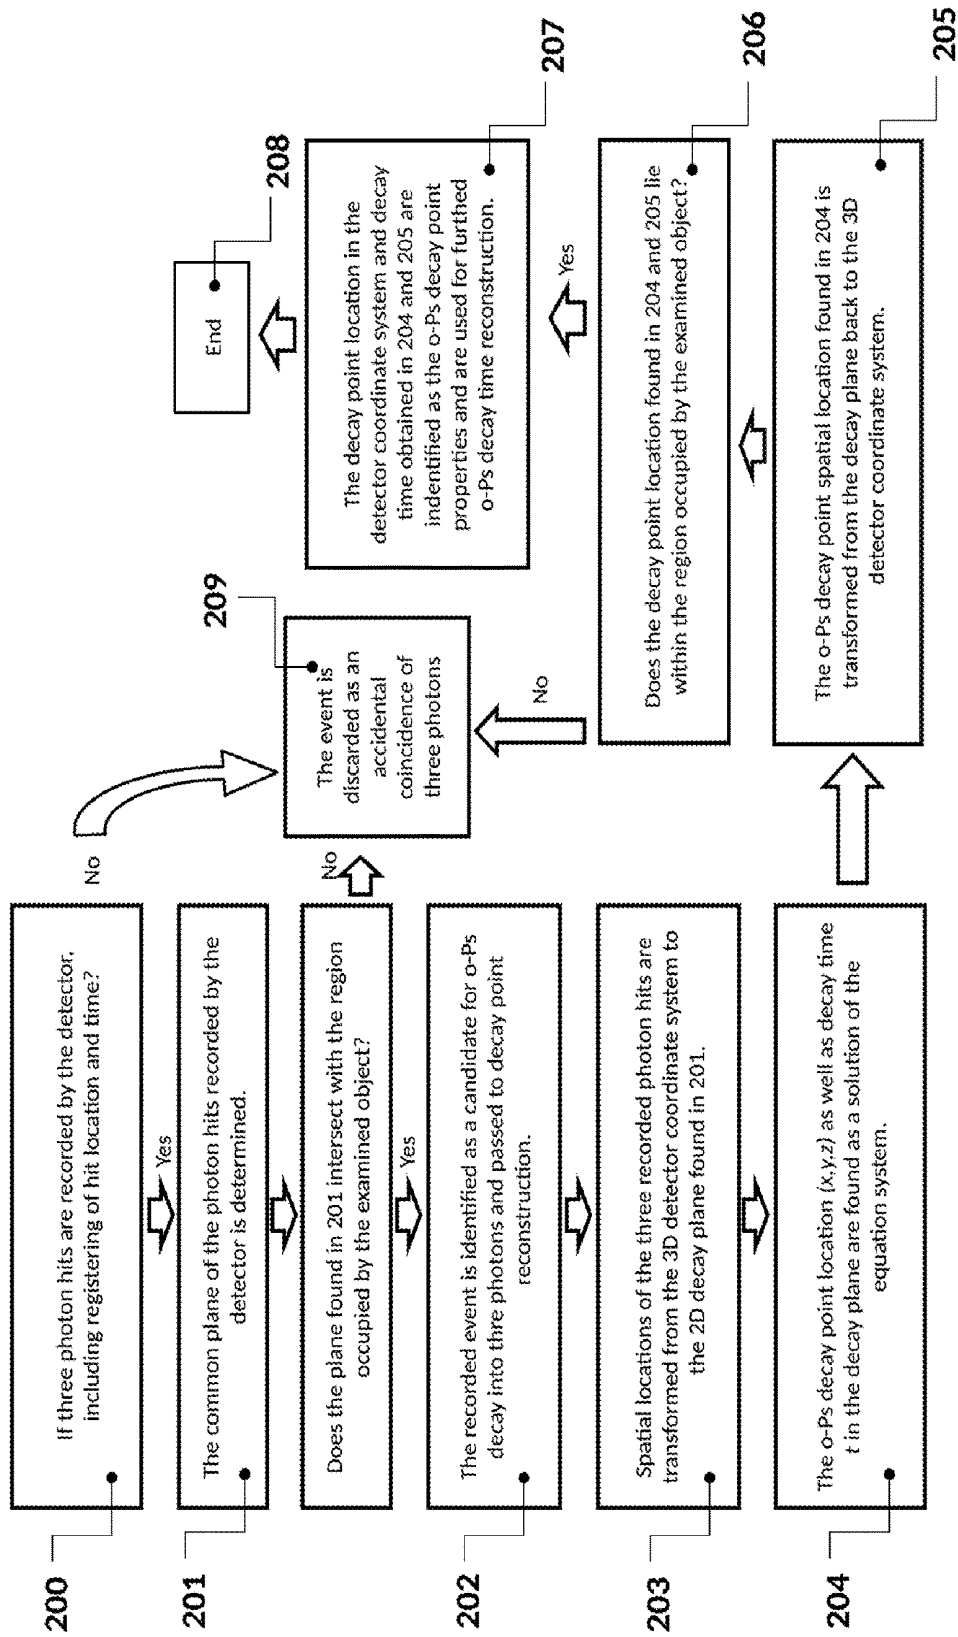 200
If three photon hits are recorded by the detector,
including registering of hit location and time?
No
Yes
201
The common plane of the photon hits recorded by the
detector is determined.
Does the plane found in 201 intersect with the region
occupied by the examined object?
No
Yes
202
The recorded event is identified as a candidate for o-Ps
decay into thre photons and passed to decay point
reconstruction.
203
Spatial locations of the three recorded photon hits are
transformed from the 3D detector coordinate system to
the 2D decay plane found in 201.
204
The o-Ps decay point location (x,y,z) as well as decay time
t in the decay plane are found as a solution of the
equation system.
205
The o-Ps decay point spatial location found in 204 is
transformed from the decay plane back to the 3D
detector coordinate system.
206
Does the decay point location found in 204 and 205 lie
within the region occupied by the examined object?
No
Yes
207
The decay point location in the
detector coordinate system and decay
time obtained in 204 and 205 are
indentified as the o-Ps decay point
properties and are used for furthed
o-Ps decay time reconstruction.
208
End
209
The event is
discarded as an
accidental
coincidence of
three photons